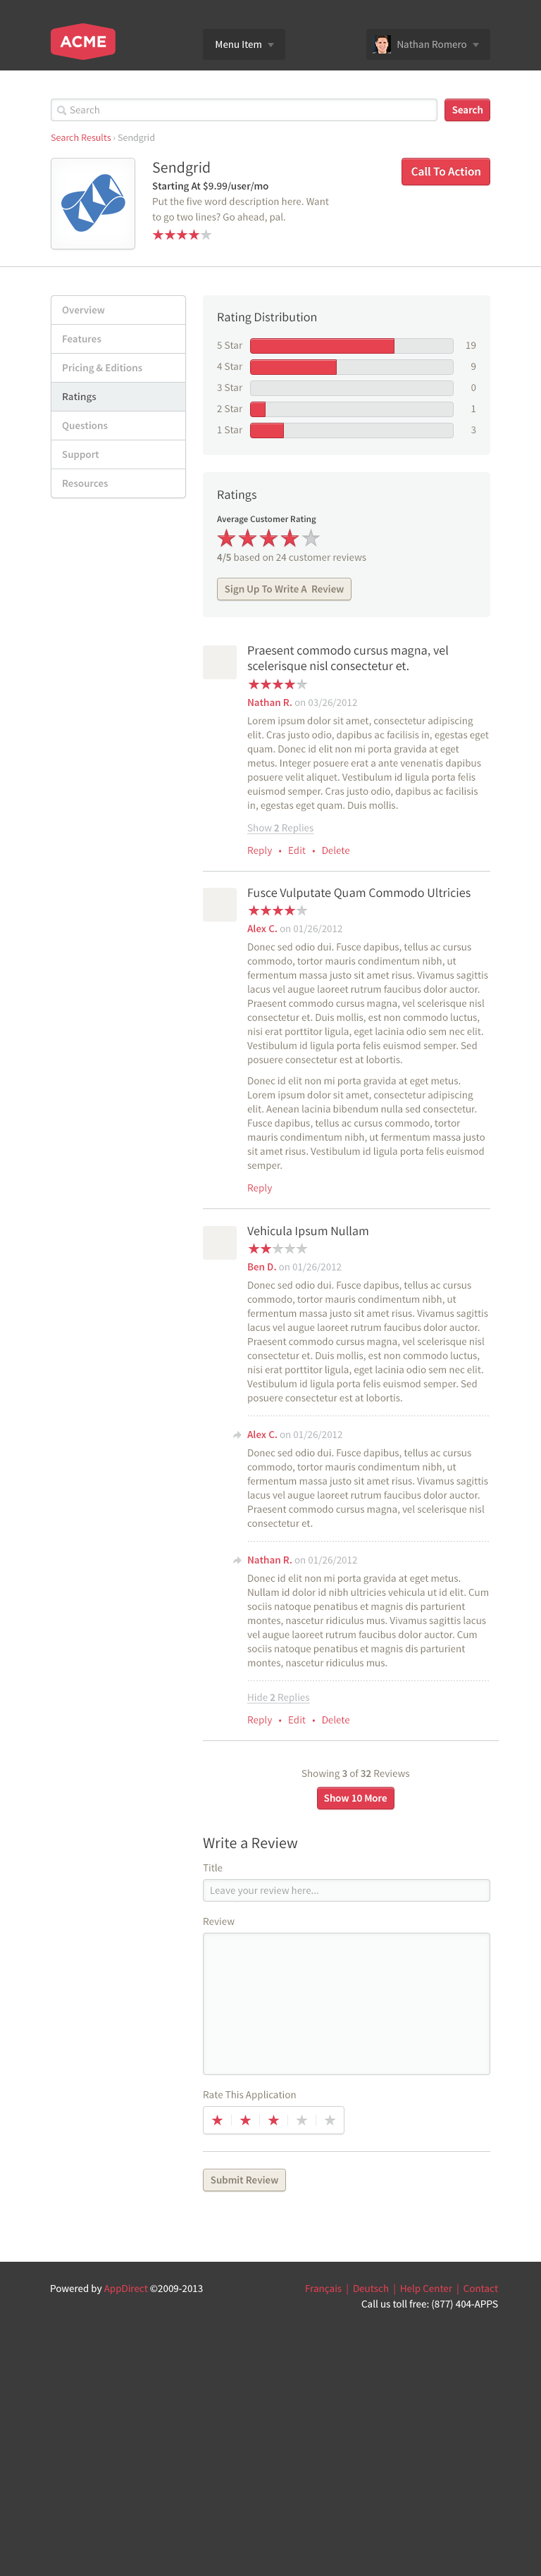 ACME
Menu Item
Nathan Romero
Search
Search
Search Results › Sendgrid
Sendgrid
Starting At $9.99/user/mo
Put the five word description here. Want
to go two lines? Go ahead, pal.
Call To Action
Overview
Features
Pricing & Editions
Ratings
Questions
Support
Resources
Rating Distribution
5 Star 19
4 Star 9
3 Star 0
2 Star 1
1 Star 3
Ratings
Average Customer Rating
4/5 based on 24 customer reviews
Sign Up To Write A Review
Praesent commodo cursus magna, vel
scelerisque nisl consectetur et.
Nathan R. on 03/26/2012
Lorem ipsum dolor sit amet, consectetur adipiscing
elit. Cras justo odio, dapibus ac facilisis in, egestas eget
quam. Donec id elit non mi porta gravida at eget
metus. Integer posuere erat a ante venenatis dapibus
posuere velit aliquet. Vestibulum id ligula porta felis
euismod semper. Cras justo odio, dapibus ac facilisis
in, egestas eget quam. Duis mollis.
Show 2 Replies
Reply • Edit • Delete
Fusce Vulputate Quam Commodo Ultricies
Alex C. on 01/26/2012
Donec sed odio dui. Fusce dapibus, tellus ac cursus
commodo, tortor mauris condimentum nibh, ut
fermentum massa justo sit amet risus. Vivamus sagittis
lacus vel augue laoreet rutrum faucibus dolor auctor.
Praesent commodo cursus magna, vel scelerisque nisl
consectetur et. Duis mollis, est non commodo luctus,
nisi erat porttitor ligula, eget lacinia odio sem nec elit.
Vestibulum id ligula porta felis euismod semper. Sed
posuere consectetur est at lobortis.
Donec id elit non mi porta gravida at eget metus.
Lorem ipsum dolor sit amet, consectetur adipiscing
elit. Aenean lacinia bibendum nulla sed consectetur.
Fusce dapibus, tellus ac cursus commodo, tortor
mauris condimentum nibh, ut fermentum massa justo
sit amet risus. Vestibulum id ligula porta felis euismod
semper.
Reply
Vehicula Ipsum Nullam
Ben D. on 01/26/2012
Donec sed odio dui. Fusce dapibus, tellus ac cursus
commodo, tortor mauris condimentum nibh, ut
fermentum massa justo sit amet risus. Vivamus sagittis
lacus vel augue laoreet rutrum faucibus dolor auctor.
Praesent commodo cursus magna, vel scelerisque nisl
consectetur et. Duis mollis, est non commodo luctus,
nisi erat porttitor ligula, eget lacinia odio sem nec elit.
Vestibulum id ligula porta felis euismod semper. Sed
posuere consectetur est at lobortis.
Alex C. on 01/26/2012
Donec sed odio dui. Fusce dapibus, tellus ac cursus
commodo, tortor mauris condimentum nibh, ut
fermentum massa justo sit amet risus. Vivamus sagittis
lacus vel augue laoreet rutrum faucibus dolor auctor.
Praesent commodo cursus magna, vel scelerisque nisl
consectetur et.
Nathan R. on 01/26/2012
Donec id elit non mi porta gravida at eget metus.
Nullam id dolor id nibh ultricies vehicula ut id elit. Cum
sociis natoque penatibus et magnis dis parturient
montes, nascetur ridiculus mus. Vivamus sagittis lacus
vel augue laoreet rutrum faucibus dolor auctor. Cum
sociis natoque penatibus et magnis dis parturient
montes, nascetur ridiculus mus.
Hide 2 Replies
Reply • Edit • Delete
Showing 3 of 32 Reviews
Show 10 More
Write a Review
Title
Leave your review here...
Review
Rate This Application
Submit Review
Powered by AppDirect ©2009-2013
Français | Deutsch | Help Center | Contact
Call us toll free: (877) 404-APPS